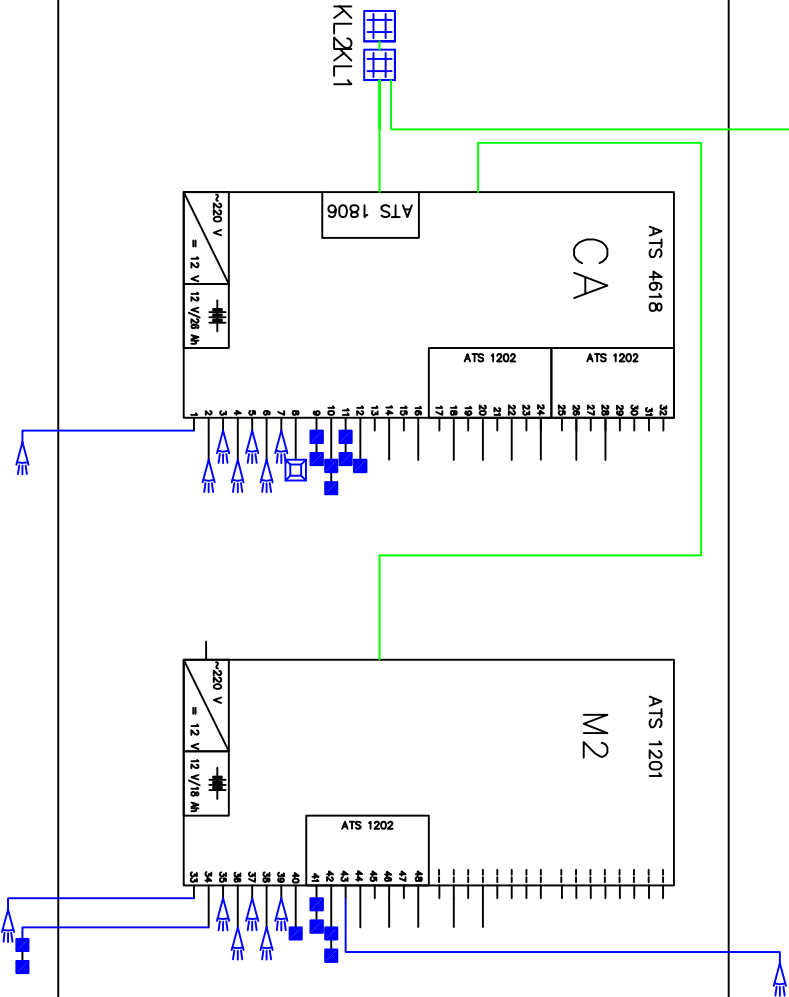 KL2
KL1
ATS 1806
ATS 4618
CA
~220 V
= 12 V
12 V/26 Ah
ATS 1202
ATS 1202
1 2 3 4 5 6 7 8 9 10 11 12 13 14 15 16 17 18 19 20 21 22 23 24 25 26 27 28 29 30 31 32
ATS 1201
M2
~220 V
= 12 V
12 V/18 Ah
ATS 1202
33 34 35 36 37 38 39 40 41 42 43 44 45 46 47 48